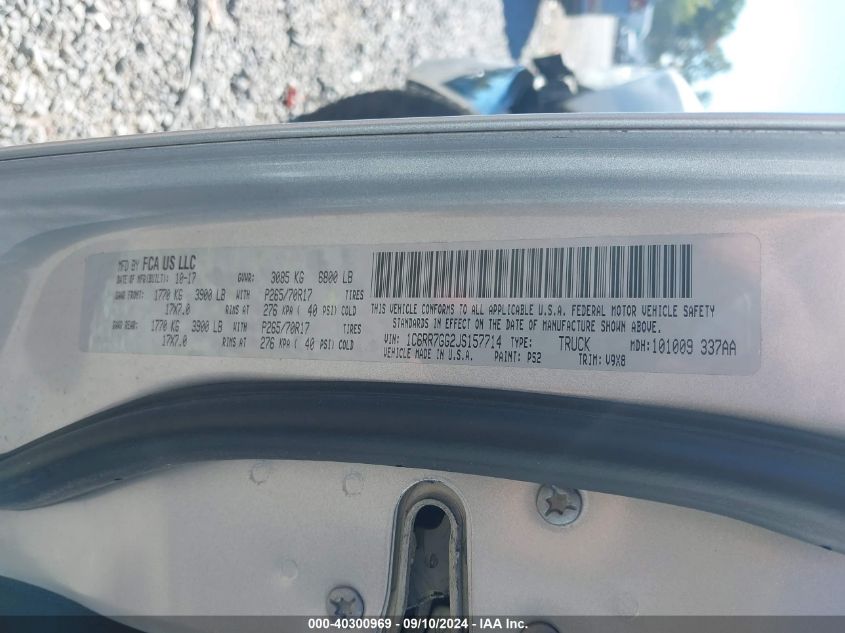 MFD BY FCA US LLC
DATE OF MFR(BUILT): 10-17 GVWR: 3085 KG 6800 LB
GAWR FRONT: 1770 KG 3900 LB WITH P265/70R17 TIRES
17X7.0 RIMS AT 276 KPA ( 40 PSI) COLD
GAWR REAR: 1770 KG 3900 LB WITH P265/70R17 TIRES
17X7.0 RIMS AT 276 KPA ( 40 PSI) COLD
THIS VEHICLE CONFORMS TO ALL APPLICABLE U.S.A. FEDERAL MOTOR VEHICLE SAFETY
STANDARDS IN EFFECT ON THE DATE OF MANUFACTURE SHOWN ABOVE.
VIN: 1C6RR7GG2JS157714 TYPE: TRUCK MDH: 101009 337AA
VEHICLE MADE IN U.S.A. PAINT: PS2 TRIM: V9X8
000-40300969 - 09/10/2024 - IAA Inc.